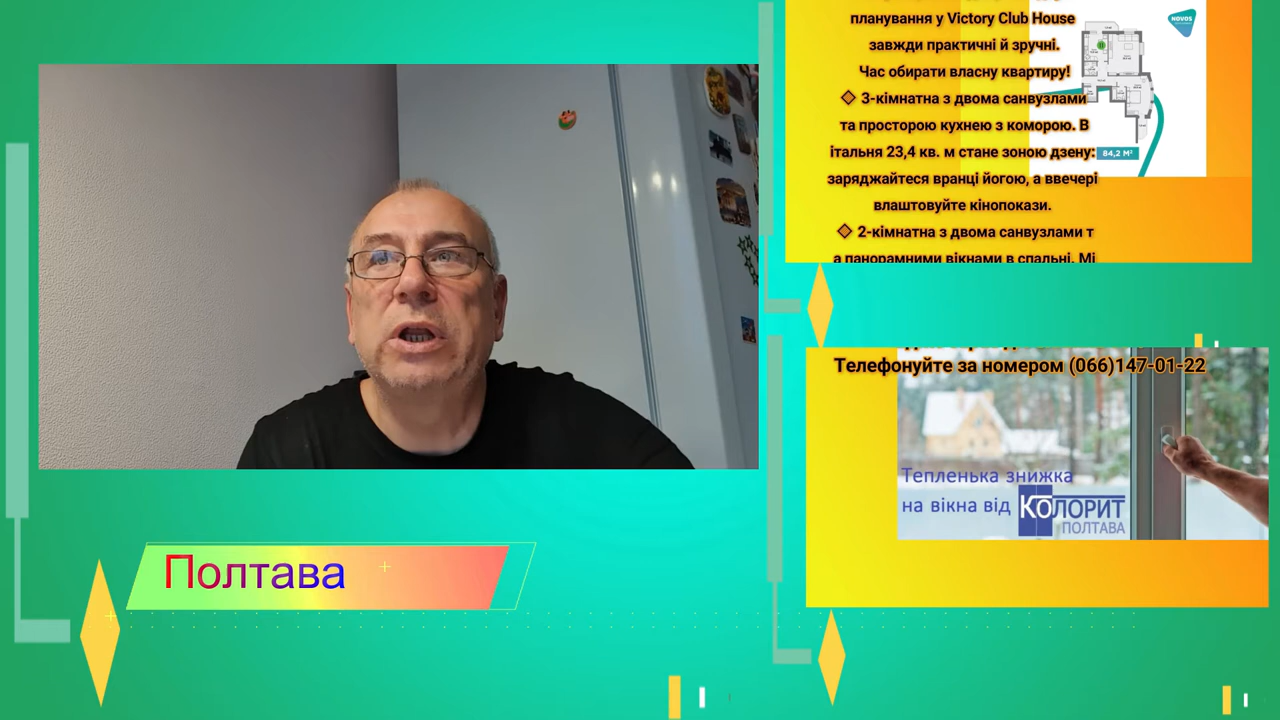 планування у Victory Club House
завжди практичні й зручні.
Час обирати власну квартиру!
3-кімнатна з двома санвузлами
та просторою кухнею з коморою. В
італьня 23,4 кв. м стане зоною дзену:
заряджайтеся вранці йогою, а ввечері
влаштовуйте кінопокази.
2-кімнатна з двома санвузлами т
а панорамними вікнами в спальні. Мі
NOVOS
84,2 М²
Телефонуйте за номером (066)147-01-22
Тепленька знижка
на вікна від КОЛОРИТ
ПОЛТАВА
Полтава